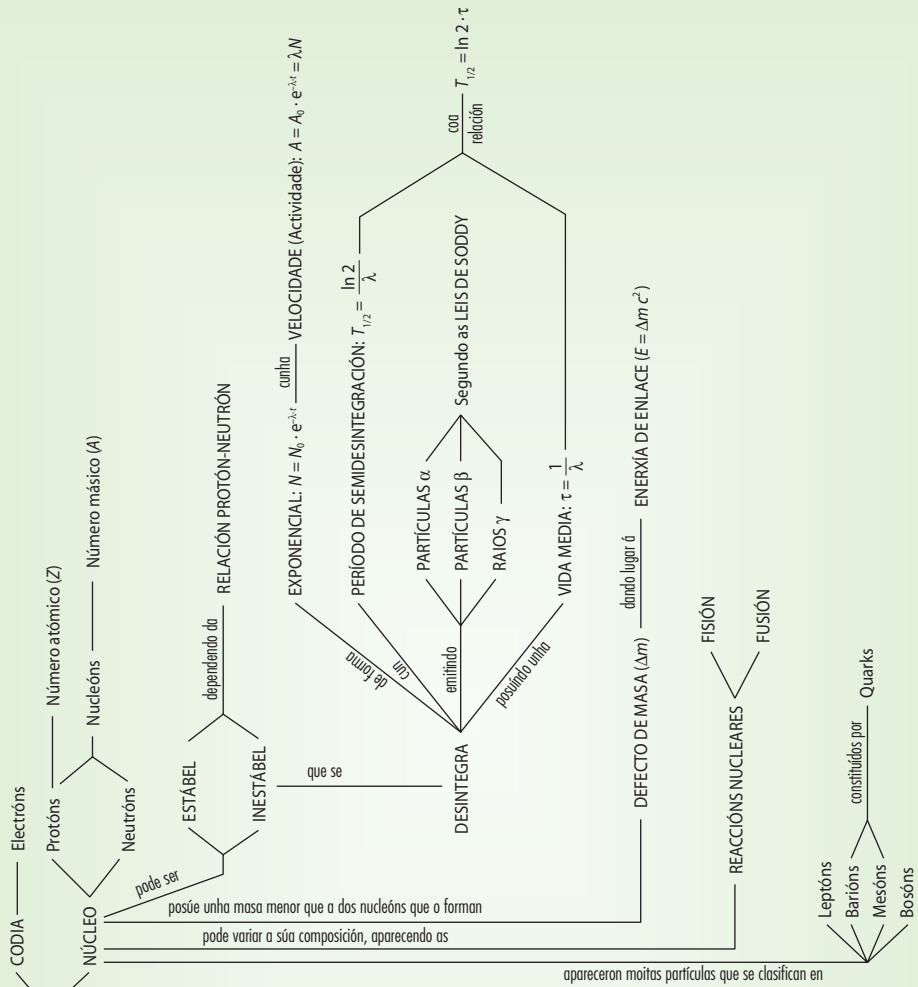 CODIA
Electróns
NÚCLEO
Protóns
Número atómico (Z)
Neutróns
Nucleóns
Número másico (A)
pode ser
ESTÁBEL
INESTÁBEL
dependendo da
RELACIÓN PROTÓN-NEUTRÓN
que se
DESINTEGRA
de forma
EXPONENCIAL: N = N₀ · e^(−λ·t)
cunha
VELOCIDADE (Actividade): A = A₀ · e^(−λ·t) = λN
cun
PERÍODO DE SEMIDESINTEGRACIÓN: T₁/₂ = ln 2 / λ
emitindo
PARTÍCULAS α
PARTÍCULAS β
RAIOS γ
Segundo as LEIS DE SODDY
posuíndo unha
VIDA MEDIA: τ = 1 / λ
coa
relación
T₁/₂ = ln 2 · τ
posúe unha masa menor que a dos nucleóns que o forman
DEFECTO DE MASA (Δm)
dando lugar á
ENERXÍA DE ENLACE (E = Δm c²)
pode variar a súa composición, aparecendo as
REACCIÓNS NUCLEARES
FISIÓN
FUSIÓN
apareceron moitas partículas que se clasifican en
Leptóns
Barións
Mesóns
Bosóns
constituídos por
Quarks